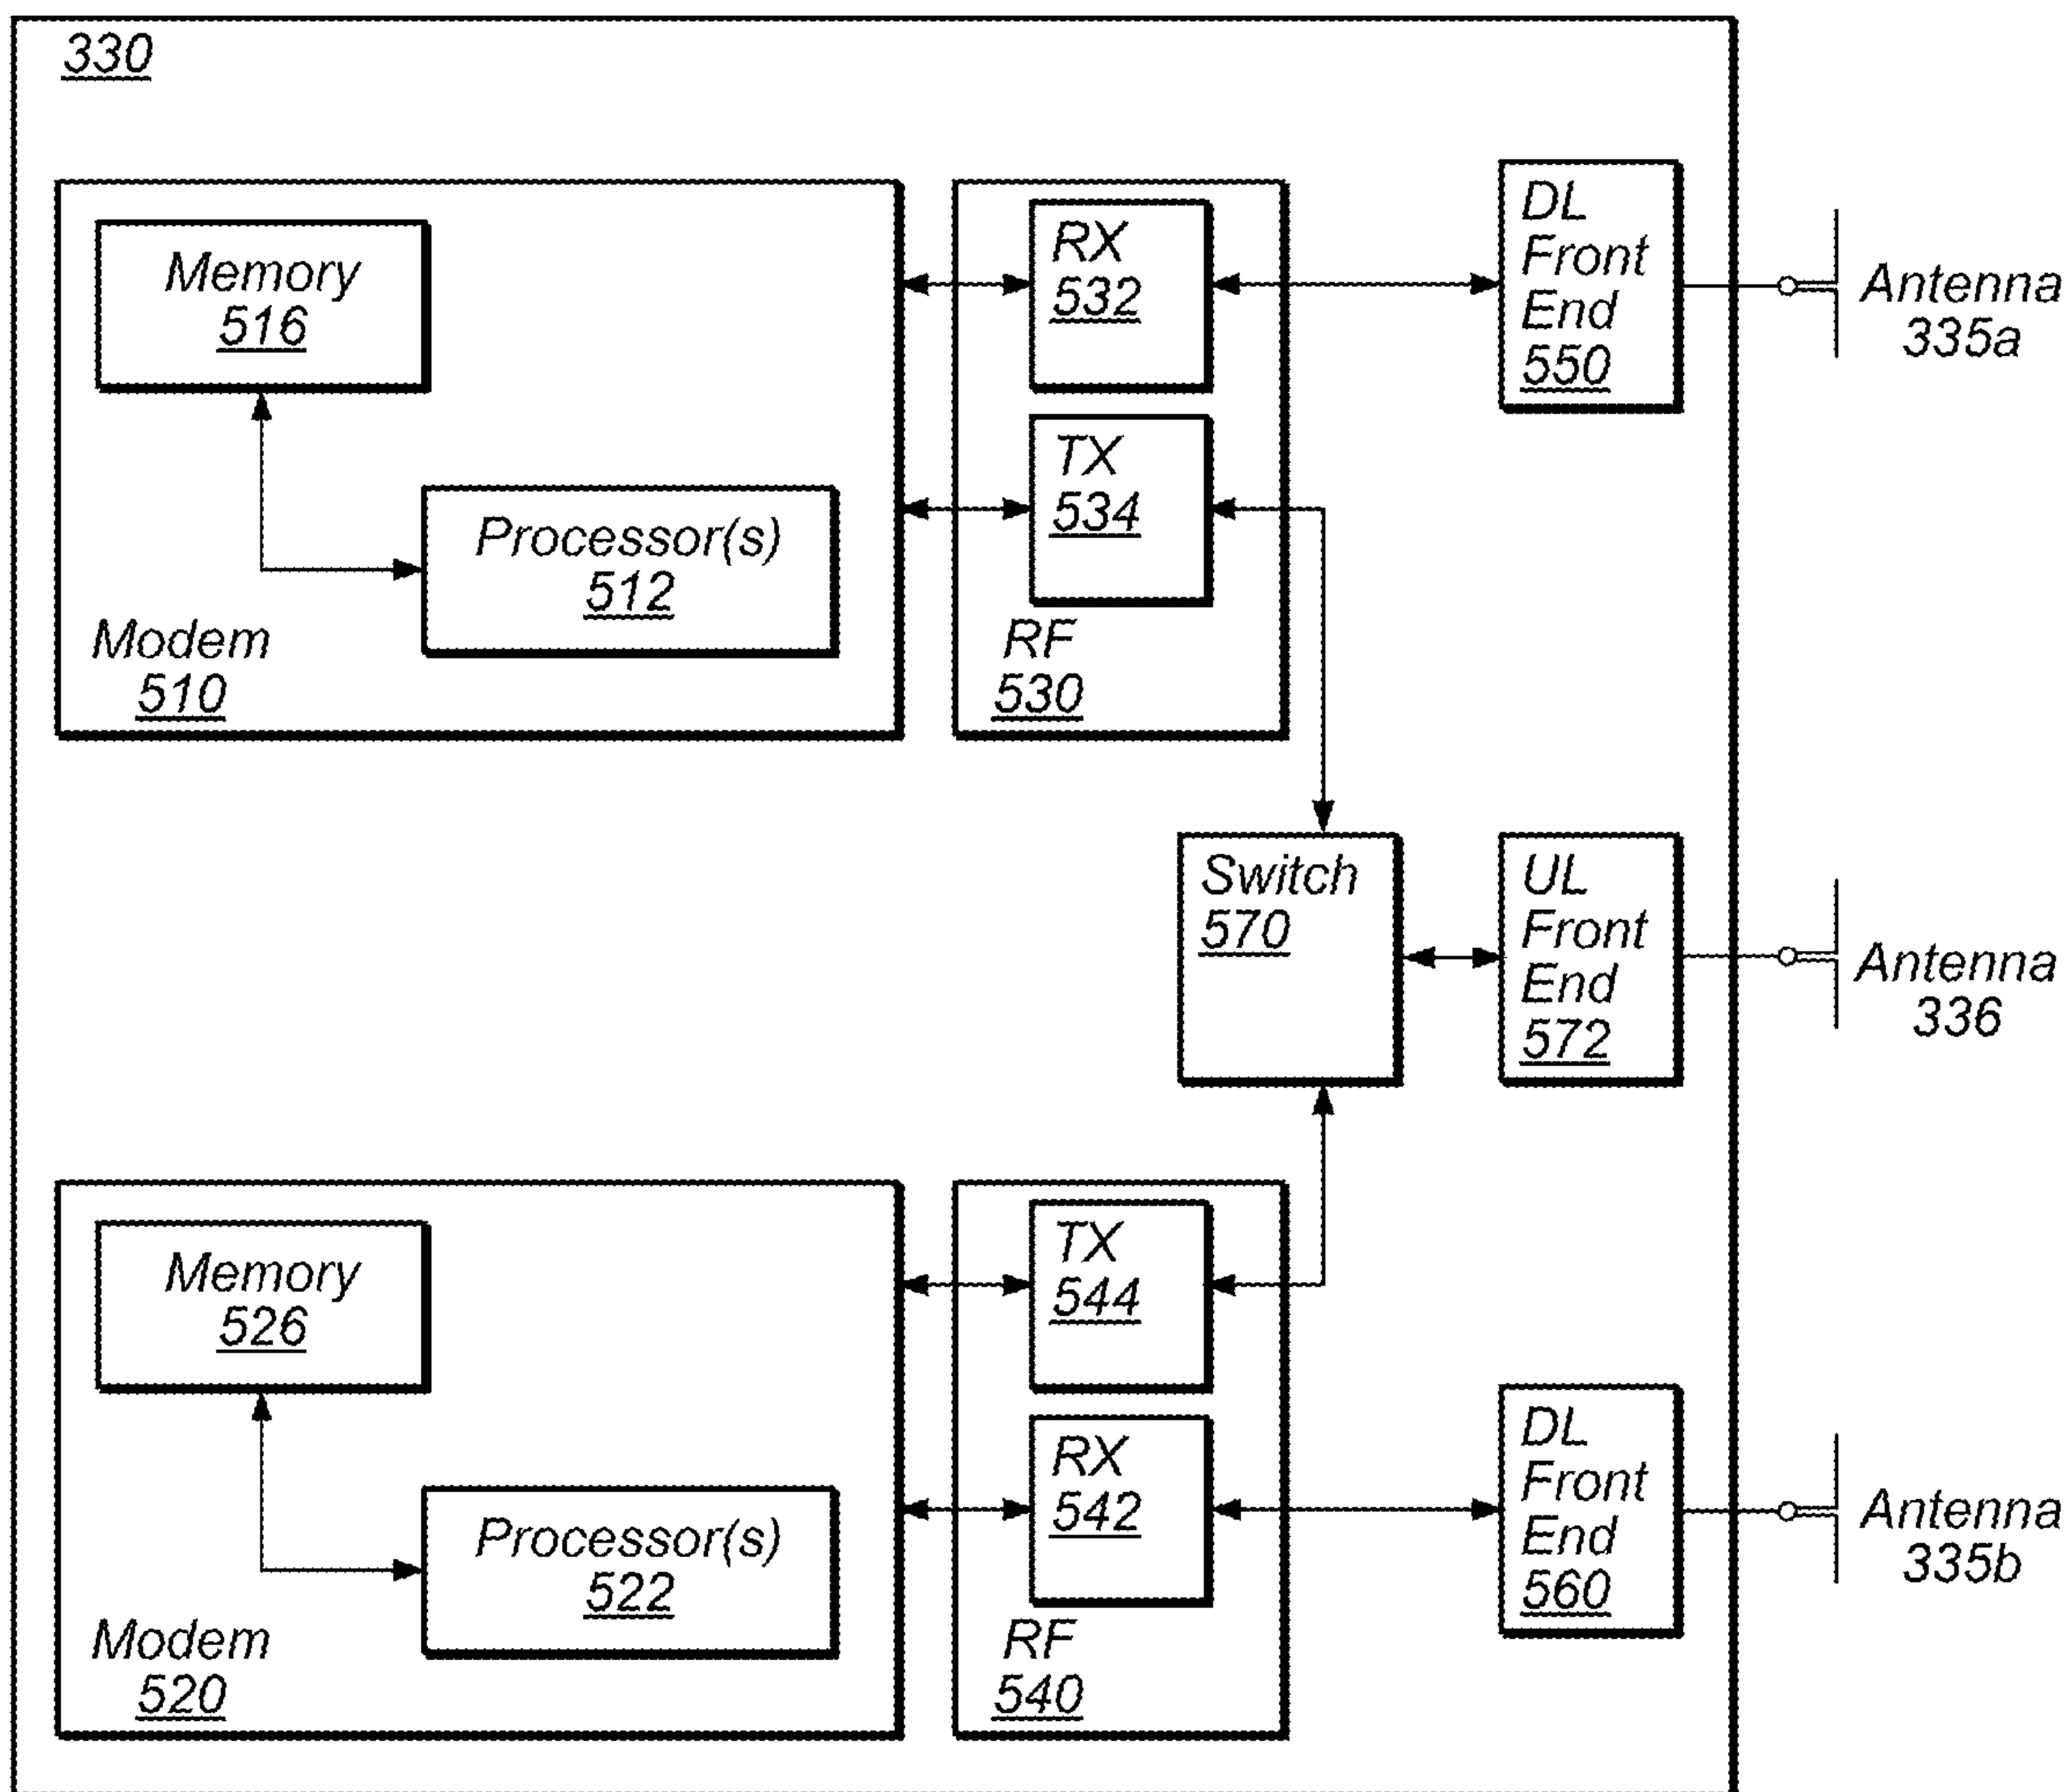 330
Memory
516
Processor(s)
512
Modem
510
RX
532
TX
534
RF
530
DL
Front
End
550
Antenna
335a
Switch
570
UL
Front
End
572
Antenna
336
Memory
526
Processor(s)
522
Modem
520
TX
544
RX
542
RF
540
DL
Front
End
560
Antenna
335b